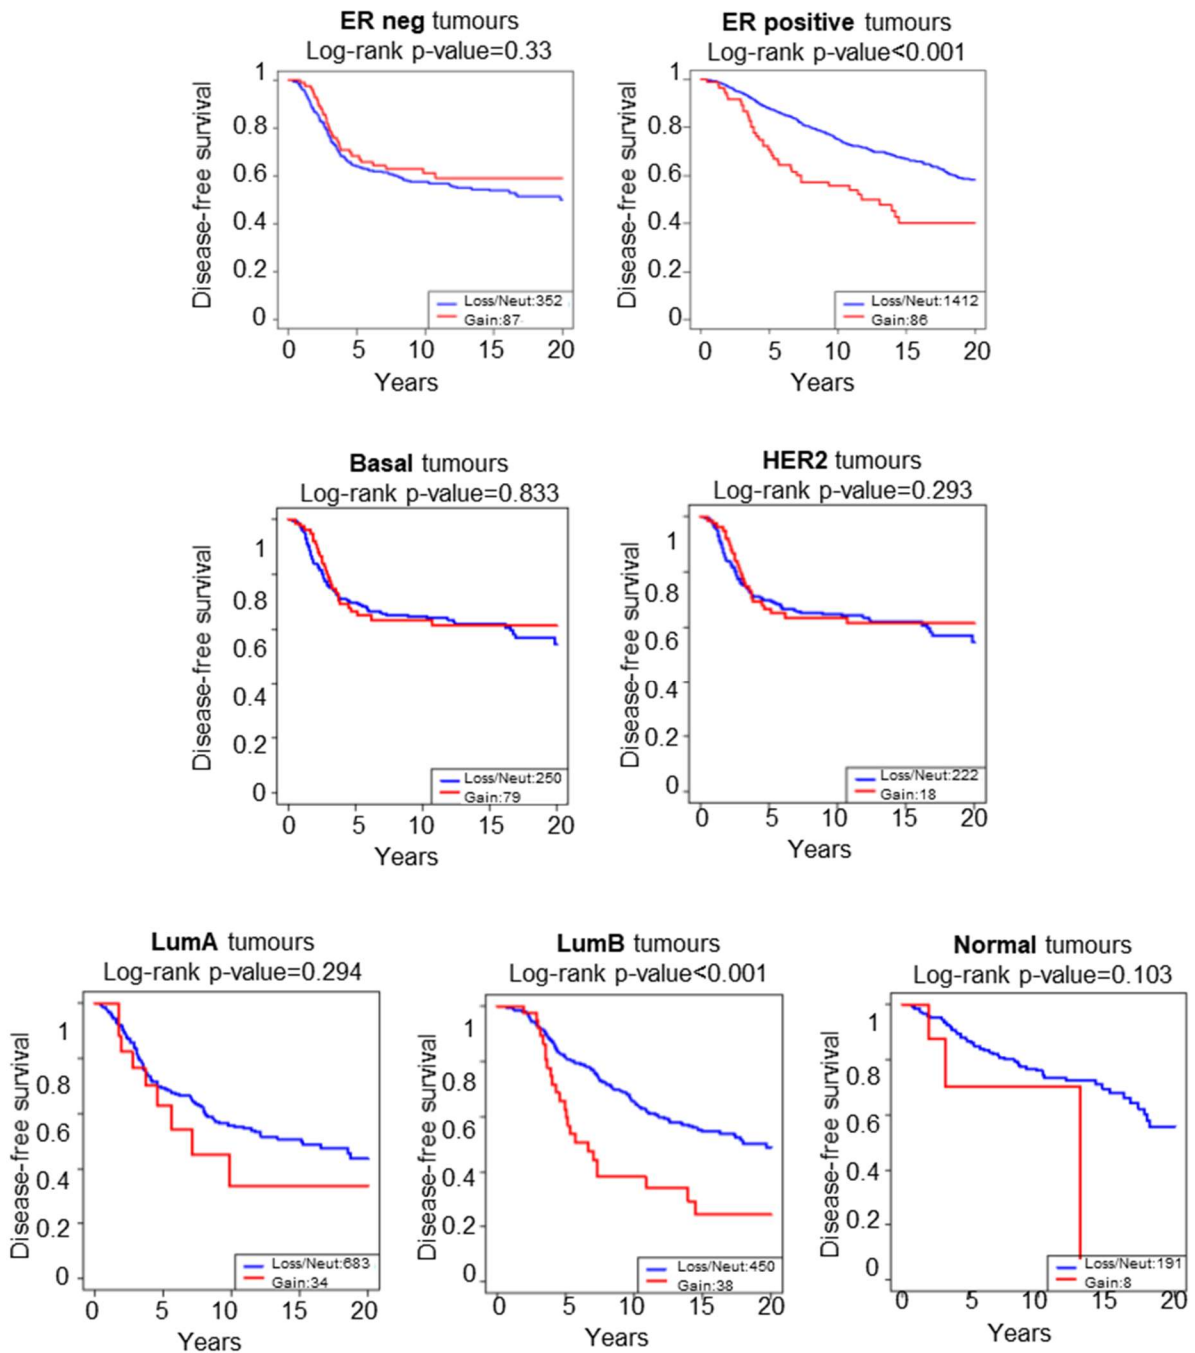 ER neg tumours
Log-rank p-value=0.33
Disease-free survival
1
0.8
0.6
0.4
0.2
0
Loss/Neut:352
Gain:87
0 5 10 15 20
Years
ER positive tumours
Log-rank p-value<0.001
Disease-free survival
1
0.8
0.6
0.4
0.2
0
Loss/Neut:1412
Gain:86
0 5 10 15 20
Years
Basal tumours
Log-rank p-value=0.833
Disease-free survival
1
0.8
0.6
0.4
0.2
0
Loss/Neut:250
Gain:79
0 5 10 15 20
Years
HER2 tumours
Log-rank p-value=0.293
Disease-free survival
1
0.8
0.6
0.4
0.2
0
Loss/Neut:222
Gain:18
0 5 10 15 20
Years
LumA tumours
Log-rank p-value=0.294
Disease-free survival
1
0.8
0.6
0.4
0.2
0
Loss/Neut:683
Gain:34
0 5 10 15 20
Years
LumB tumours
Log-rank p-value<0.001
Disease-free survival
1
0.8
0.6
0.4
0.2
0
Loss/Neut:450
Gain:38
0 5 10 15 20
Years
Normal tumours
Log-rank p-value=0.103
Disease-free survival
1
0.8
0.6
0.4
0.2
0
Loss/Neut:191
Gain:8
0 5 10 15 20
Years